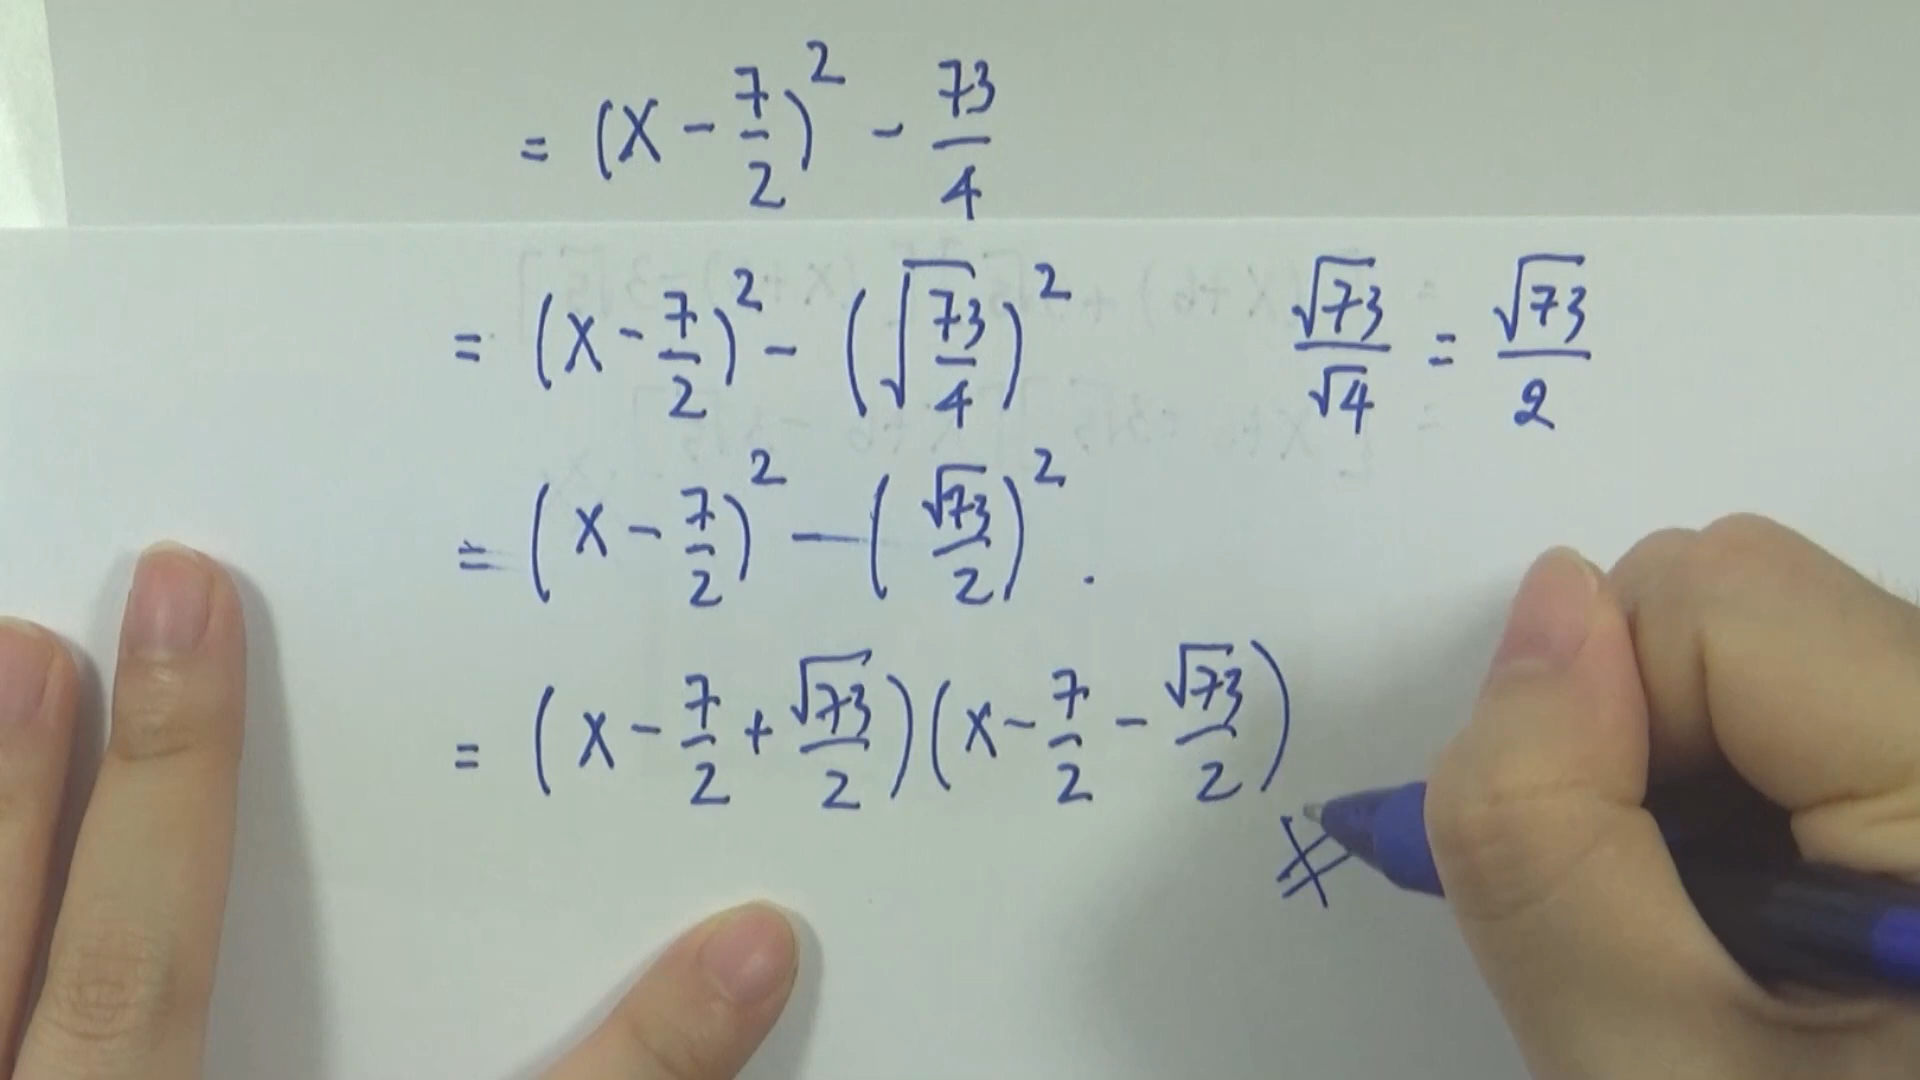 = (x - 7/2)² - 73/4
= (x - 7/2)² - (√(73/4))² √73/√4 = √73/2
= (x - 7/2)² - (√73/2)² .
= (x - 7/2 + √73/2)(x - 7/2 - √73/2)